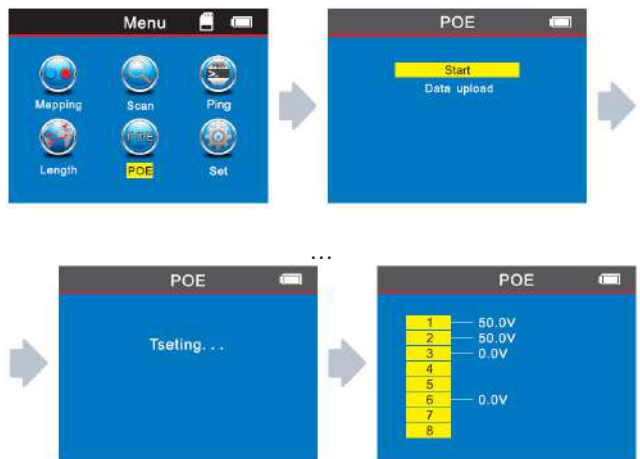 Menu
Mapping Scan Ping
Length POE Set
POE
Start
Data upload
...
POE
Tseting...
POE
1 50.0V
2 50.0V
3 0.0V
4
5
6 0.0V
7
8